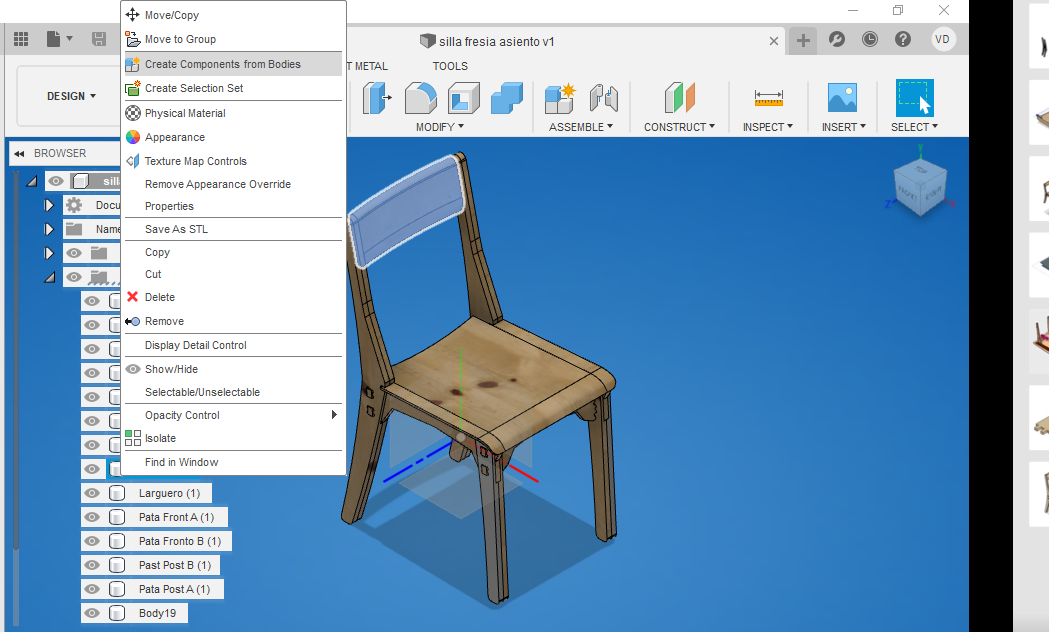 Move/Copy
Move to Group
Create Components from Bodies
Create Selection Set
Physical Material
Appearance
Texture Map Controls
Remove Appearance Override
Properties
Save As STL
Copy
Cut
Delete
Remove
Display Detail Control
Show/Hide
Selectable/Unselectable
Opacity Control
Isolate
Find in Window
silla fresia asiento v1
VD
T METAL
TOOLS
DESIGN
MODIFY
ASSEMBLE
CONSTRUCT
INSPECT
INSERT
SELECT
BROWSER
sill
Docu
Name
Larguero (1)
Pata Front A (1)
Pata Fronto B (1)
Past Post B (1)
Pata Post A (1)
Body19
Y
Z
X